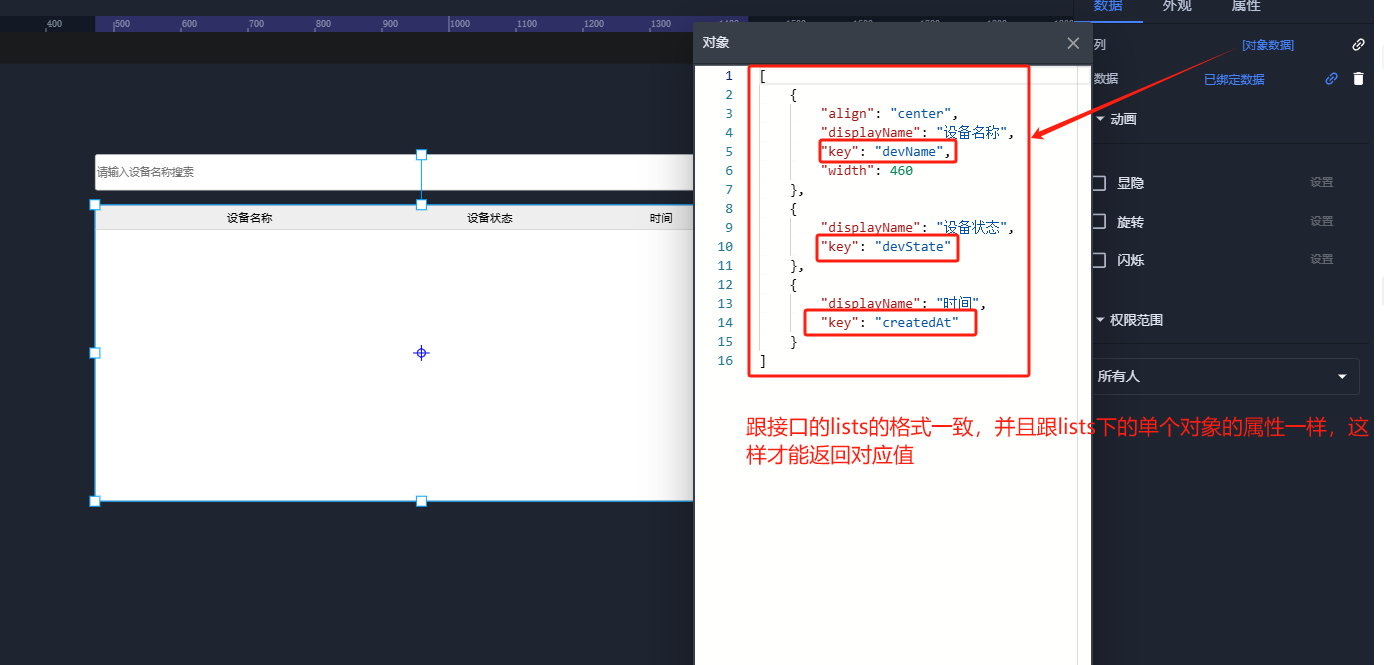 数据 外观 属性
400 500 600 700 800 900 1000 1100 1200 1300
对象
列 [对象数据]
数据 已绑定数据
动画
显隐 设置
旋转 设置
闪烁 设置
权限范围
所有人
请输入设备名称搜索
设备名称 设备状态 时间
1 [
2 {
3 "align": "center",
4 "displayName": "设备名称",
5 "key": "devName",
6 "width": 460
7 },
8 {
9 "displayName": "设备状态",
10 "key": "devState"
11 },
12 {
13 "displayName": "时间",
14 "key": "createdAt"
15 }
16 ]
跟接口的lists的格式一致，并且跟lists下的单个对象的属性一样，这
样才能返回对应值